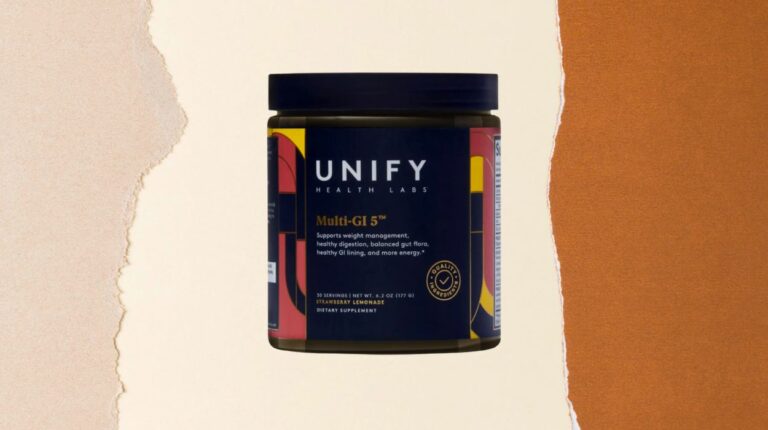 UNIFY
HEALTH LABS
Multi-GI 5™
Supports weight management,
healthy digestion, balanced gut flora,
healthy GI lining, and more energy.*
QUALITY
INGREDIENTS
30 SERVINGS | NET WT. 6.2 OZ (177 G)
STRAWBERRY LEMONADE
DIETARY SUPPLEMENT